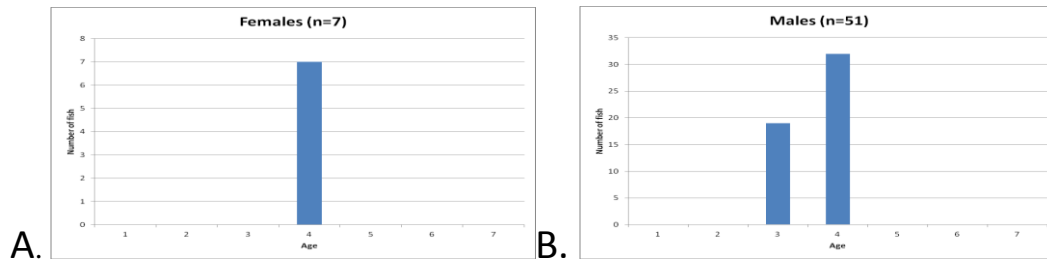 Females (n=7)
8
7
6
5
4
3
2
1
0
Number of fish
1 2 3 4 5 6 7
Age
A.
Males (n=51)
35
30
25
20
15
10
5
0
Number of fish
1 2 3 4 5 6 7
Age
B.